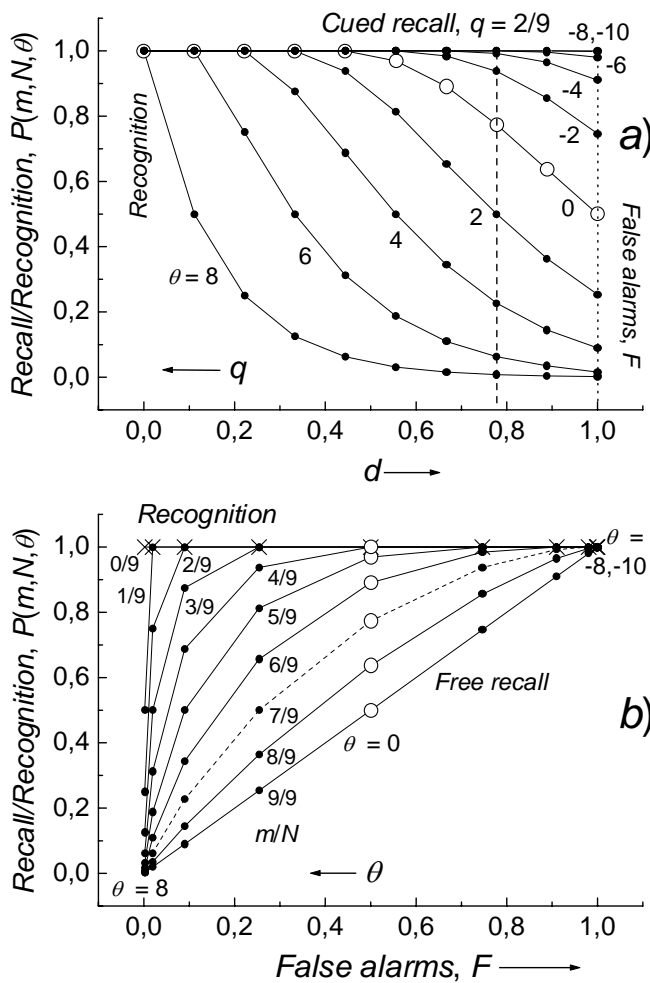 Cued recall, q = 2/9
-8,-10
-6
-4
-2
0
2
4
6
θ = 8
a)
Recognition
False alarms, F
Recall/Recognition, P(m,N,θ)
1,0
0,8
0,6
0,4
0,2
0,0
q
0,0 0,2 0,4 0,6 0,8 1,0
d
Recognition
θ =
-8,-10
0/9
1/9
2/9
3/9
4/9
5/9
6/9
7/9
8/9
9/9
m/N
Free recall
θ = 0
b)
θ = 8
θ
Recall/Recognition, P(m,N,θ)
1,0
0,8
0,6
0,4
0,2
0,0
0,0 0,2 0,4 0,6 0,8 1,0
False alarms, F